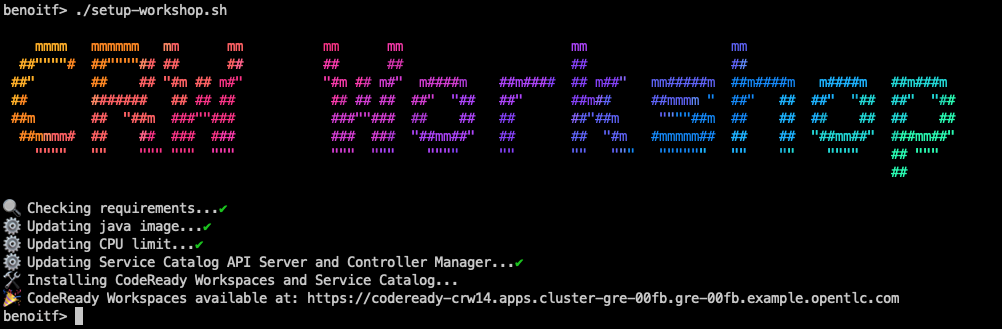 benoitf> ./setup-workshop.sh
CRW Workshop
🔍 Checking requirements...✔
⚙️ Updating java image...✔
⚙️ Updating CPU limit...✔
⚙️ Updating Service Catalog API Server and Controller Manager...✔
🛠 Installing CodeReady Workspaces and Service Catalog...
🎉 CodeReady Workspaces available at: https://codeready-crw14.apps.cluster-gre-00fb.gre-00fb.example.opentlc.com
benoitf>